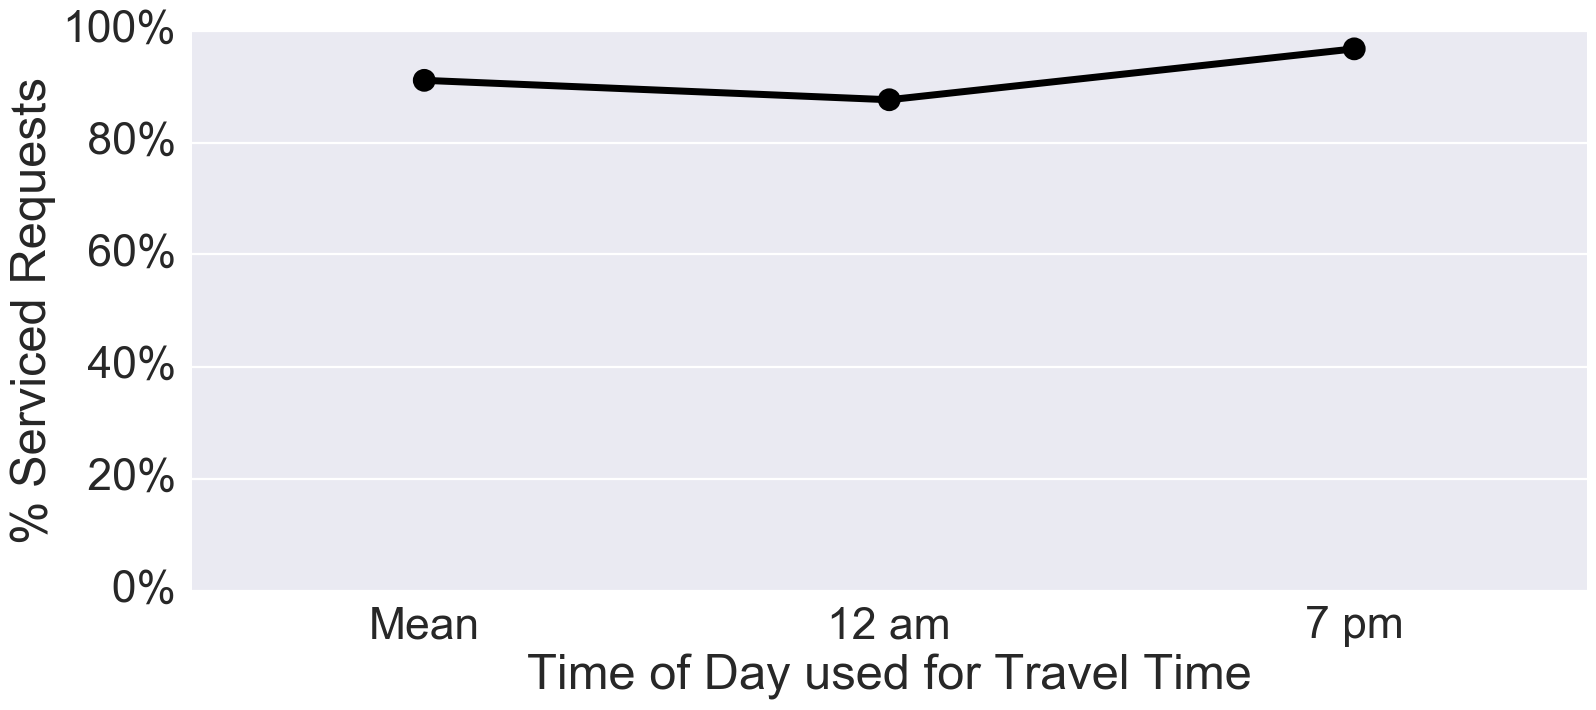 100%
80%
60%
40%
20%
0%
% Serviced Requests
Mean
12 am
7 pm
Time of Day used for Travel Time